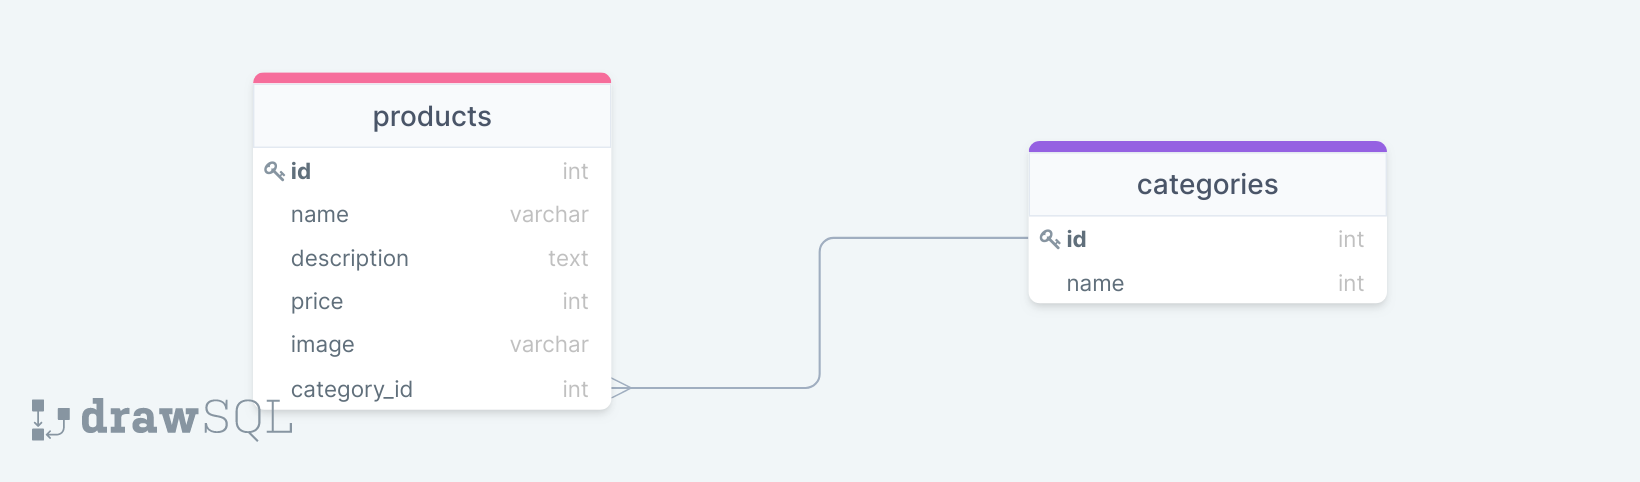 products
id int
name varchar
description text
price int
image varchar
category_id int
categories
id int
name int
drawSQL